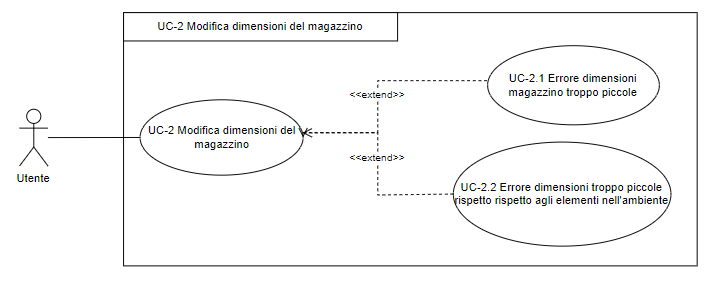 UC-2 Modifica dimensioni del magazzino
UC-2.1 Errore dimensioni
magazzino troppo piccole
<<extend>>
UC-2 Modifica dimensioni del
magazzino
<<extend>>
Utente
UC-2.2 Errore dimensioni troppo piccole
rispetto rispetto agli elementi nell'ambiente